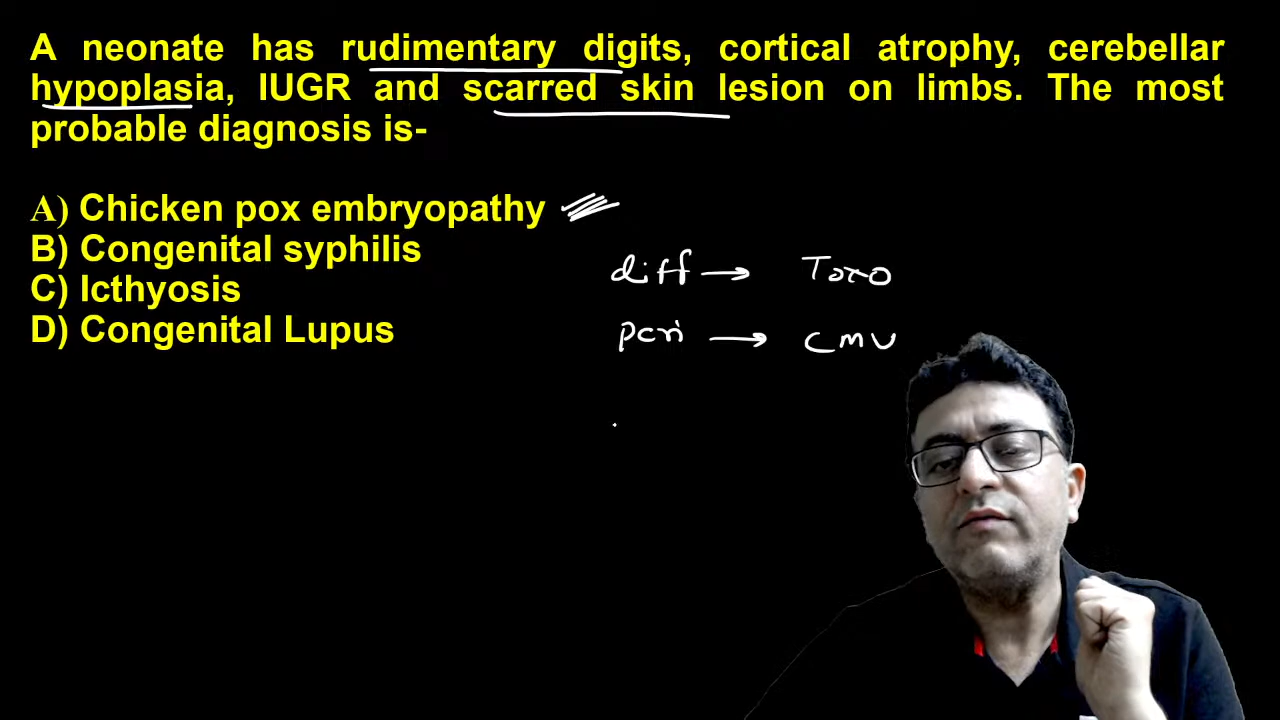 A neonate has rudimentary digits, cortical atrophy, cerebellar
hypoplasia, IUGR and scarred skin lesion on limbs. The most
probable diagnosis is-
A) Chicken pox embryopathy
B) Congenital syphilis
C) Icthyosis
D) Congenital Lupus
diff → Toxo
peri → CMV